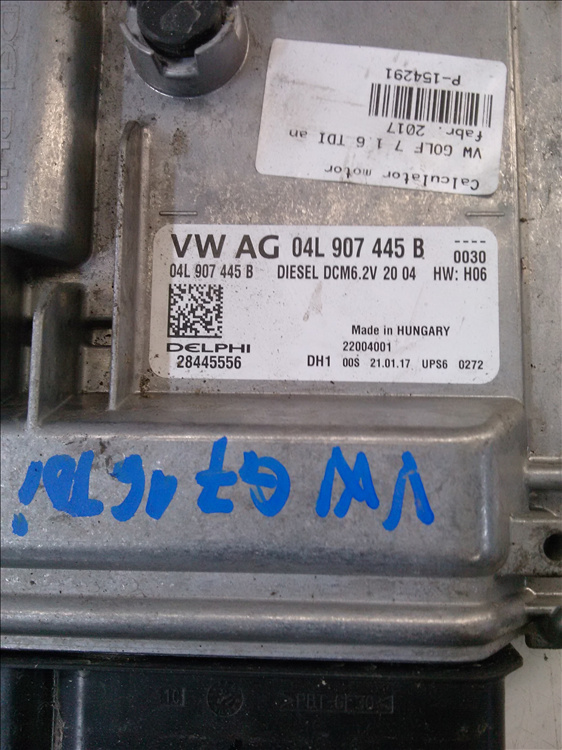 DELPHI
Calculator motor
VW GOLF 7 1.6 TDI an
fabr. 2017
P-154291
VW AG 04L 907 445 B ----
0030
04L 907 445 B DIESEL DCM6.2V 20 04 HW: H06
Made in HUNGARY
22004001
DELPHI
28445556 DH1 00S 21.01.17 UPS6 0272
VW G7 16 TDi